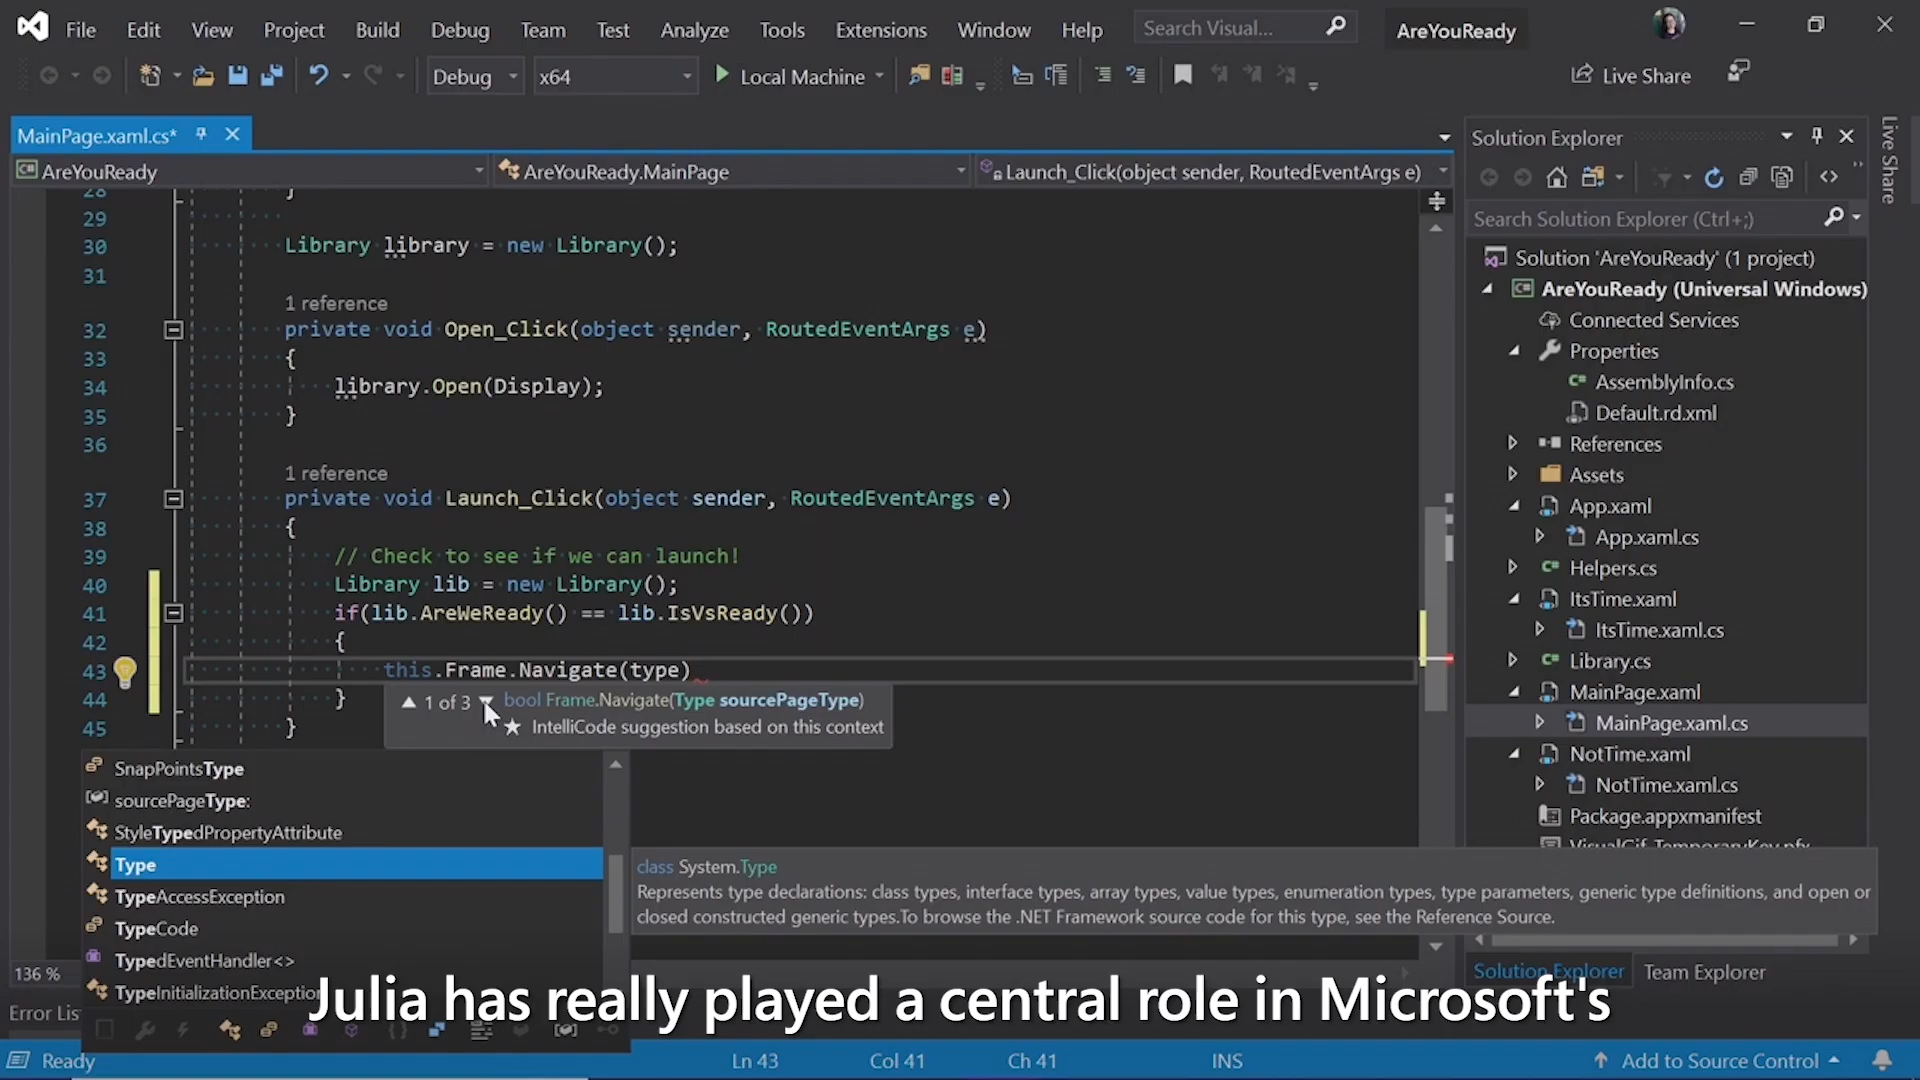 File Edit View Project Build Debug Team Test Analyze Tools Extensions Window Help Search Visual... AreYouReady
Debug x64 Local Machine Live Share
MainPage.xaml.cs*
AreYouReady AreYouReady.MainPage Launch_Click(object sender, RoutedEventArgs e)
28 }
29
30 Library library = new Library();
31
1 reference
32 private void Open_Click(object sender, RoutedEventArgs e)
33 {
34 library.Open(Display);
35 }
36
1 reference
37 private void Launch_Click(object sender, RoutedEventArgs e)
38 {
39 // Check to see if we can launch!
40 Library lib = new Library();
41 if(lib.AreWeReady() == lib.IsVsReady())
42 {
43 this.Frame.Navigate(type)
44 }
45 }
1 of 3 bool Frame.Navigate(Type sourcePageType)
★ IntelliCode suggestion based on this context
SnapPointsType
sourcePageType:
StyleTypedPropertyAttribute
Type
TypeAccessException
TypeCode
TypedEventHandler<>
TypeInitializationException
class System.Type
Represents type declarations: class types, interface types, array types, value types, enumeration types, type parameters, generic type definitions, and open or
closed constructed generic types.To browse the .NET Framework source code for this type, see the Reference Source.
136 %
Error Lis
Solution Explorer
Search Solution Explorer (Ctrl+;)
Solution 'AreYouReady' (1 project)
AreYouReady (Universal Windows)
Connected Services
Properties
AssemblyInfo.cs
Default.rd.xml
References
Assets
App.xaml
App.xaml.cs
Helpers.cs
ItsTime.xaml
ItsTime.xaml.cs
Library.cs
MainPage.xaml
MainPage.xaml.cs
NotTime.xaml
NotTime.xaml.cs
Package.appxmanifest
VisualGif_TemporaryKey.pfx
Solution Explorer Team Explorer
Live Share
Julia has really played a central role in Microsoft's
Ready Ln 43 Col 41 Ch 41 INS Add to Source Control